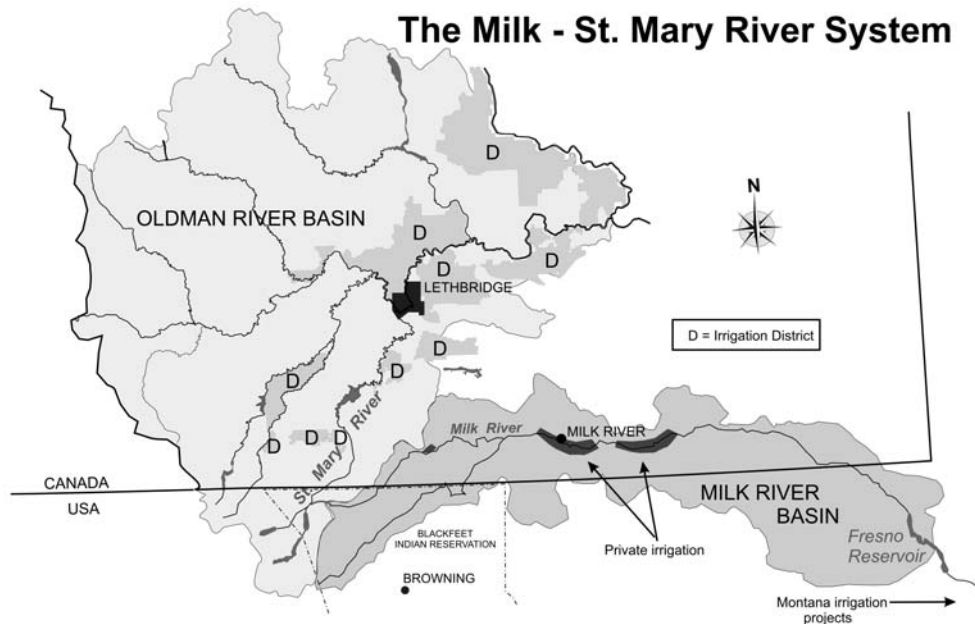 The Milk - St. Mary River System
D
OLDMAN RIVER BASIN
N
D
D
D
LETHBRIDGE
D = Irrigation District
D
D
D
St. Mary River
Milk River
MILK RIVER
D
D
D
CANADA
USA
MILK RIVER
BASIN
BLACKFEET
INDIAN RESERVATION
Private irrigation
Fresno
Reservoir
BROWNING
Montana irrigation
projects